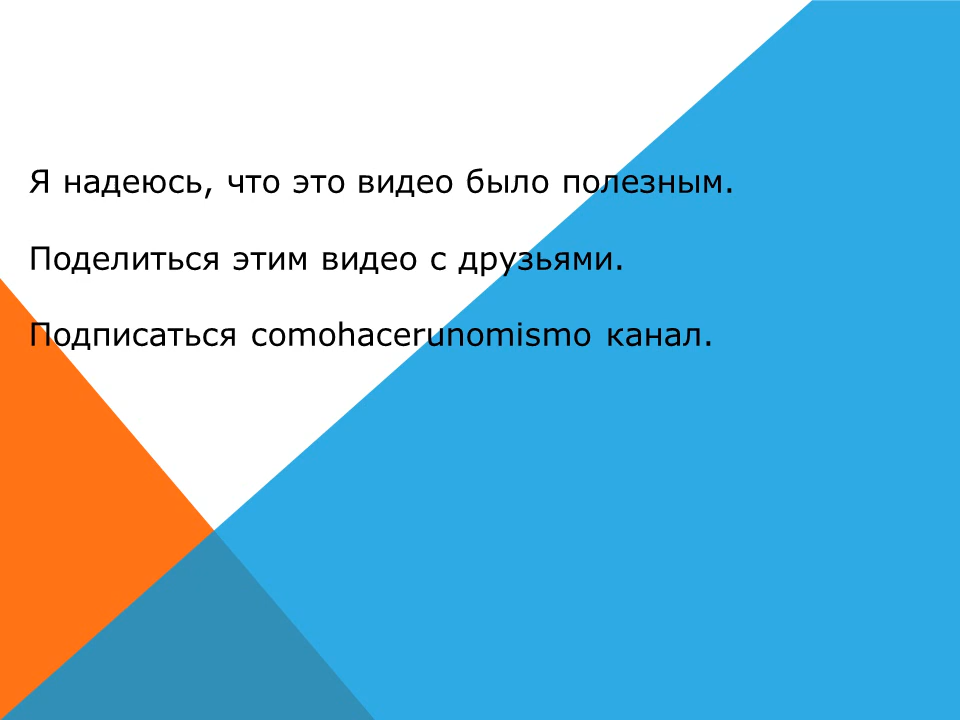 Я надеюсь, что это видео было полезным.
Поделиться этим видео с друзьями.
Подписаться comohacerunomismo канал.